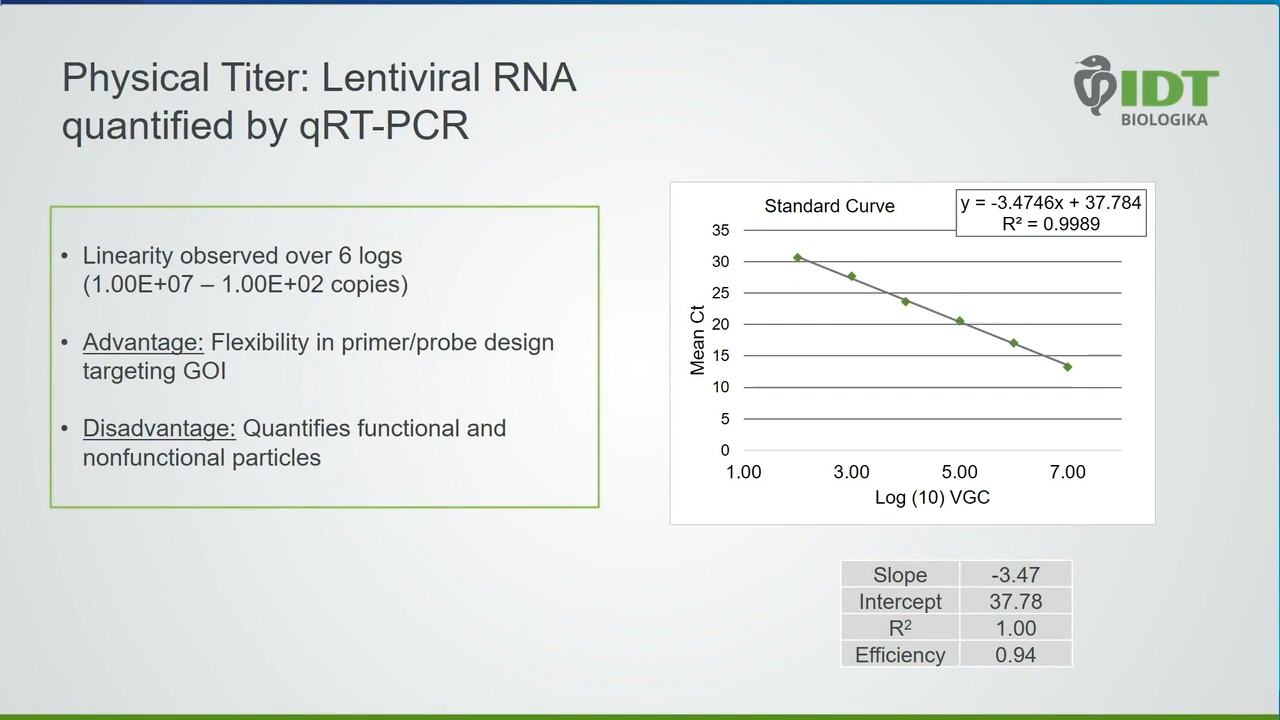 Physical Titer: Lentiviral RNA
quantified by qRT-PCR
IDT
BIOLOGIKA
• Linearity observed over 6 logs
(1.00E+07 – 1.00E+02 copies)
• Advantage: Flexibility in primer/probe design
targeting GOI
• Disadvantage: Quantifies functional and
nonfunctional particles
Standard Curve
y = -3.4746x + 37.784
R² = 0.9989
35
30
25
20
15
10
5
0
Mean Ct
1.00 3.00 5.00 7.00
Log (10) VGC
Slope -3.47
Intercept 37.78
R² 1.00
Efficiency 0.94